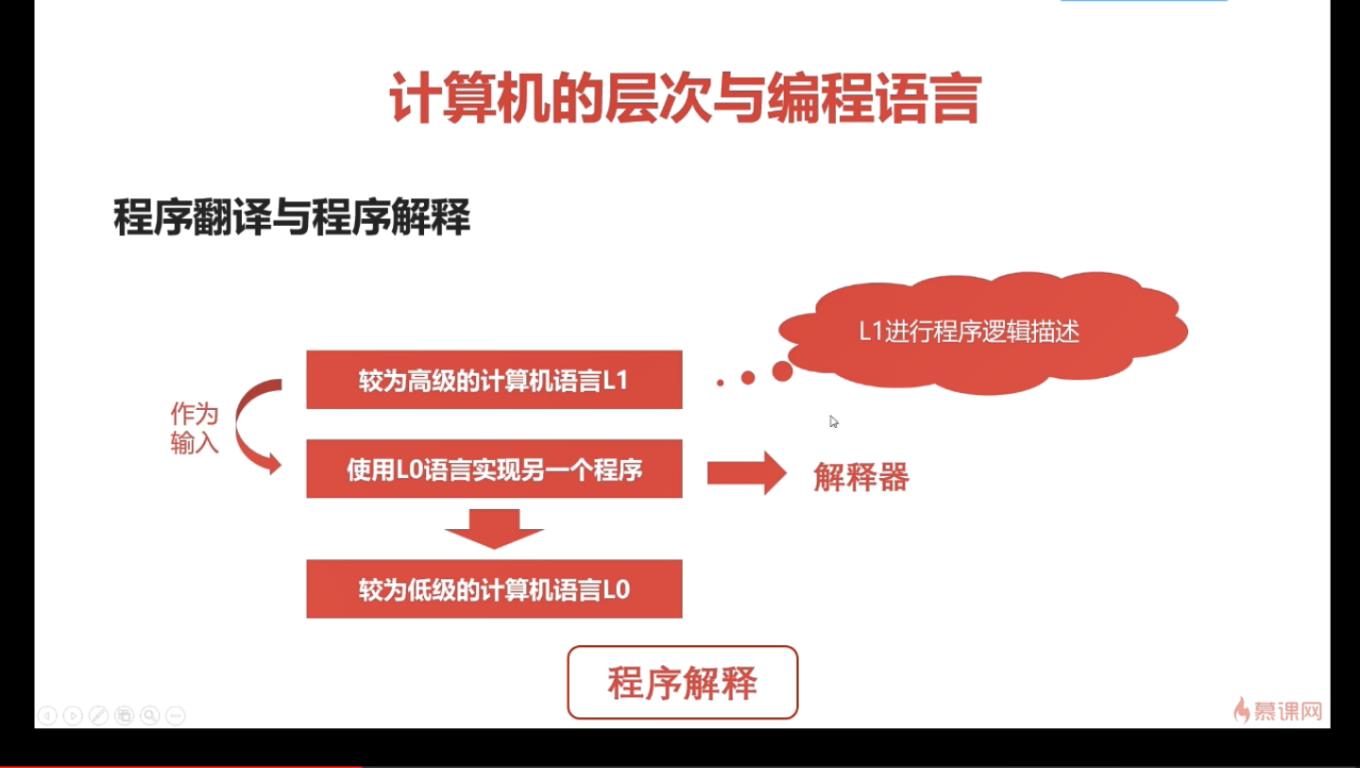 计算机的层次与编程语言
程序翻译与程序解释
L1进行程序逻辑描述
较为高级的计算机语言L1
作为
输入
使用L0语言实现另一个程序
解释器
较为低级的计算机语言L0
程序解释
慕课网